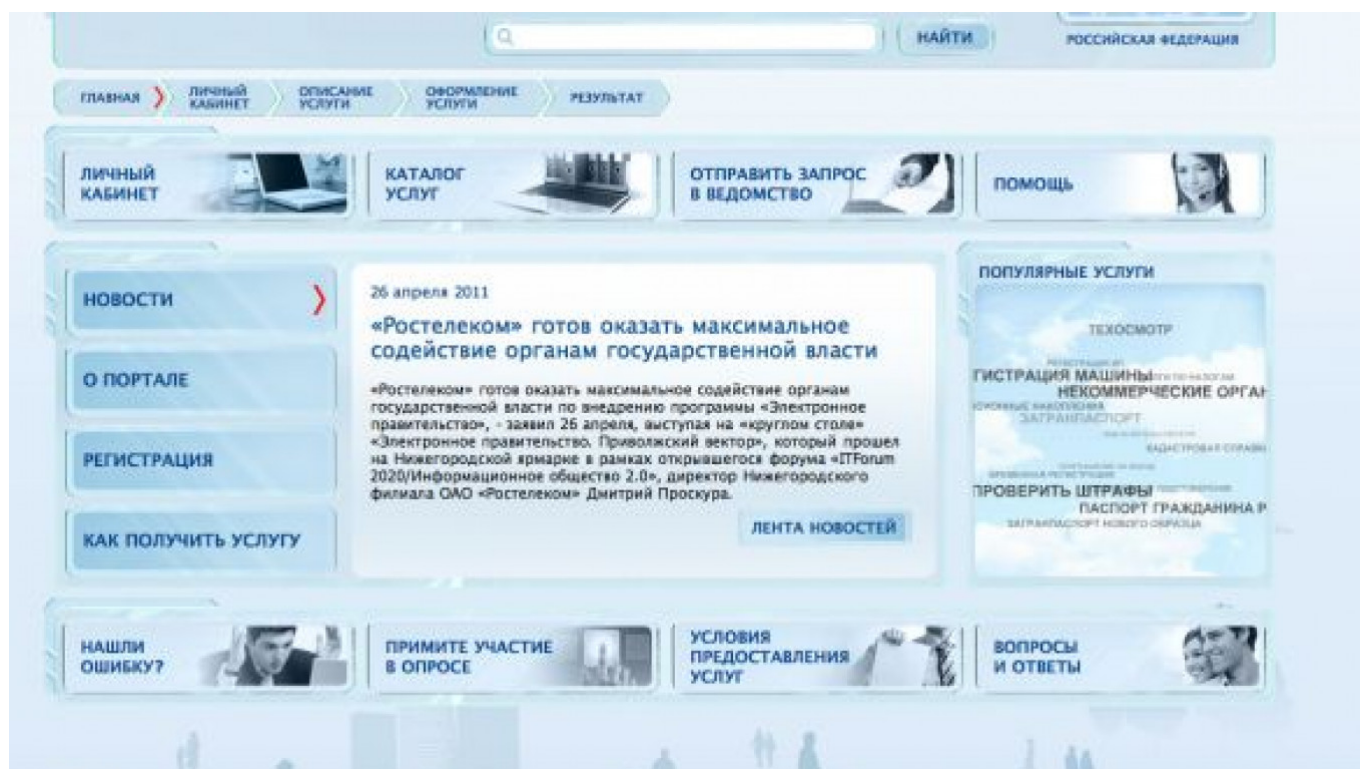 НАЙТИ
РОССИЙСКАЯ ФЕДЕРАЦИЯ
ГЛАВНАЯ
ЛИЧНЫЙ
КАБИНЕТ
ОПИСАНИЕ
УСЛУГИ
ОФОРМЛЕНИЕ
УСЛУГИ
РЕЗУЛЬТАТ
ЛИЧНЫЙ
КАБИНЕТ
КАТАЛОГ
УСЛУГ
ОТПРАВИТЬ ЗАПРОС
В ВЕДОМСТВО
ПОМОЩЬ
НОВОСТИ
О ПОРТАЛЕ
РЕГИСТРАЦИЯ
КАК ПОЛУЧИТЬ УСЛУГУ
26 апреля 2011
«Ростелеком» готов оказать максимальное
содействие органам государственной власти
«Ростелеком» готов оказать максимальное содействие органам
государственной власти по внедрению программы «Электронное
правительство», - заявил 26 апреля, выступая на «круглом столе»
«Электронное правительство. Приволжский вектор», который прошел
на Нижегородской ярмарке в рамках открывшегося форума «ITForum
2020/Информационное общество 2.0», директор Нижегородского
филиала ОАО «Ростелеком» Дмитрий Проскура.
ЛЕНТА НОВОСТЕЙ
ПОПУЛЯРНЫЕ УСЛУГИ
ТЕХОСМОТР
ГИСТРАЦИЯ МАШИНЫ
НЕКОММЕРЧЕСКИЕ ОРГАН
ЗАГРАНПАСПОРТ
КАДАСТРОВАЯ СПРАВК
ПРОВЕРИТЬ ШТРАФЫ
ПАСПОРТ ГРАЖДАНИНА Р
ЗАГРАНПАСПОРТ НОВОГО ОБРАЗЦА
НАШЛИ
ОШИБКУ?
ПРИМИТЕ УЧАСТИЕ
В ОПРОСЕ
УСЛОВИЯ
ПРЕДОСТАВЛЕНИЯ
УСЛУГ
ВОПРОСЫ
И ОТВЕТЫ